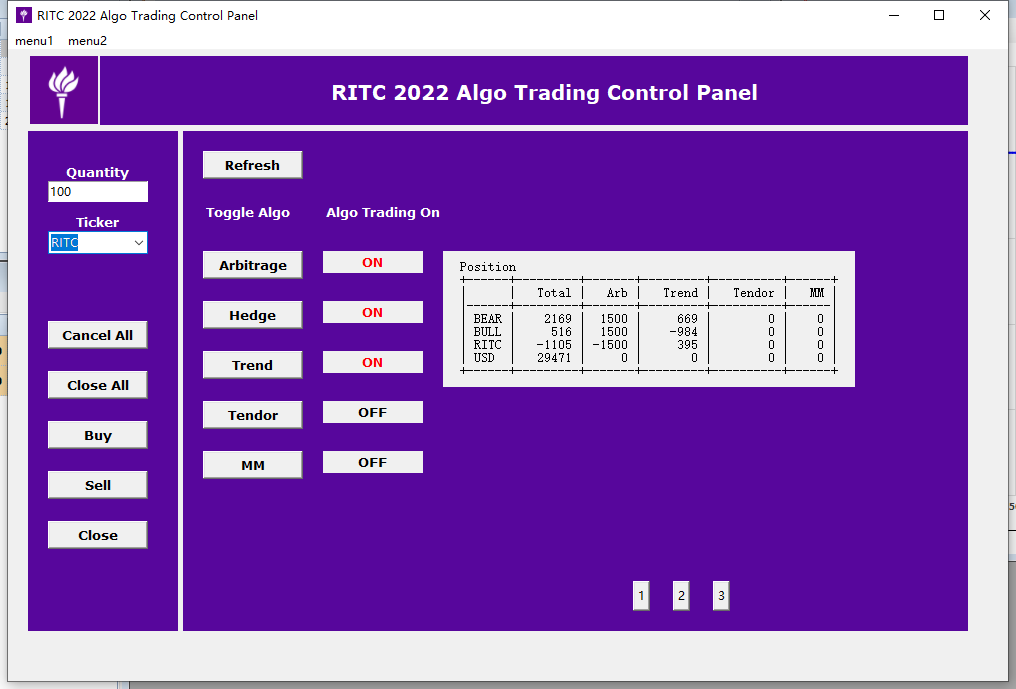 RITC 2022 Algo Trading Control Panel
menu1 menu2
RITC 2022 Algo Trading Control Panel
Quantity
100
Ticker
RITC
Cancel All
Close All
Buy
Sell
Close
Refresh
Toggle Algo Algo Trading On
Arbitrage ON
Hedge ON
Trend ON
Tendor OFF
MM OFF
Position
Total Arb Trend Tendor MM
BEAR 2169 1500 669 0 0
BULL 516 1500 -984 0 0
RITC -1105 -1500 395 0 0
USD 29471 0 0 0 0
1 2 3